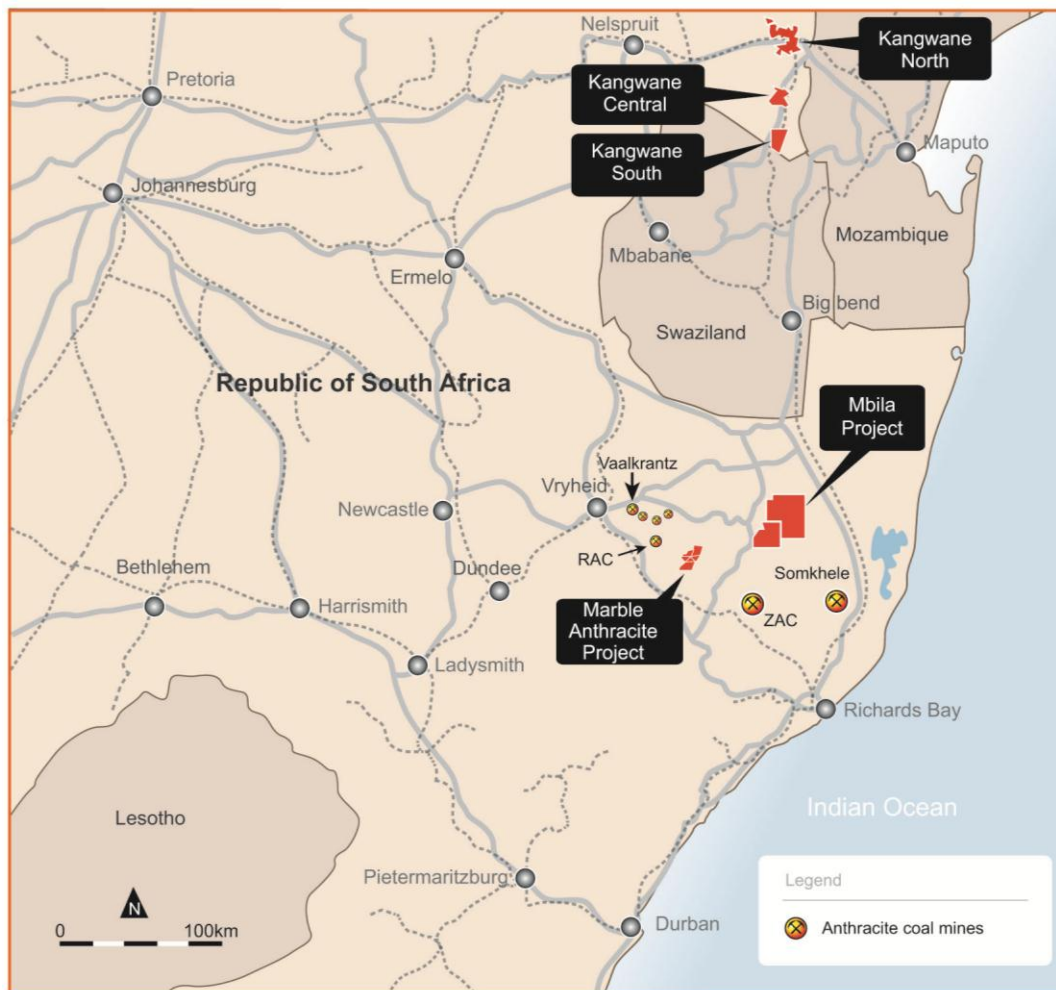 Nelspruit
Kangwane
North
Pretoria
Kangwane
Central
Kangwane
South
Maputo
Johannesburg
Mozambique
Mbabane
Ermelo
Big bend
Swaziland
Republic of South Africa
Mbila
Project
Vaalkrantz
Vryheid
Newcastle
RAC
Dundee
Bethlehem
Somkhele
Harrismith
Marble
Anthracite
Project
ZAC
Ladysmith
Richards Bay
Lesotho
Indian Ocean
Pietermaritzburg
Legend
N
Durban
Anthracite coal mines
0
100km